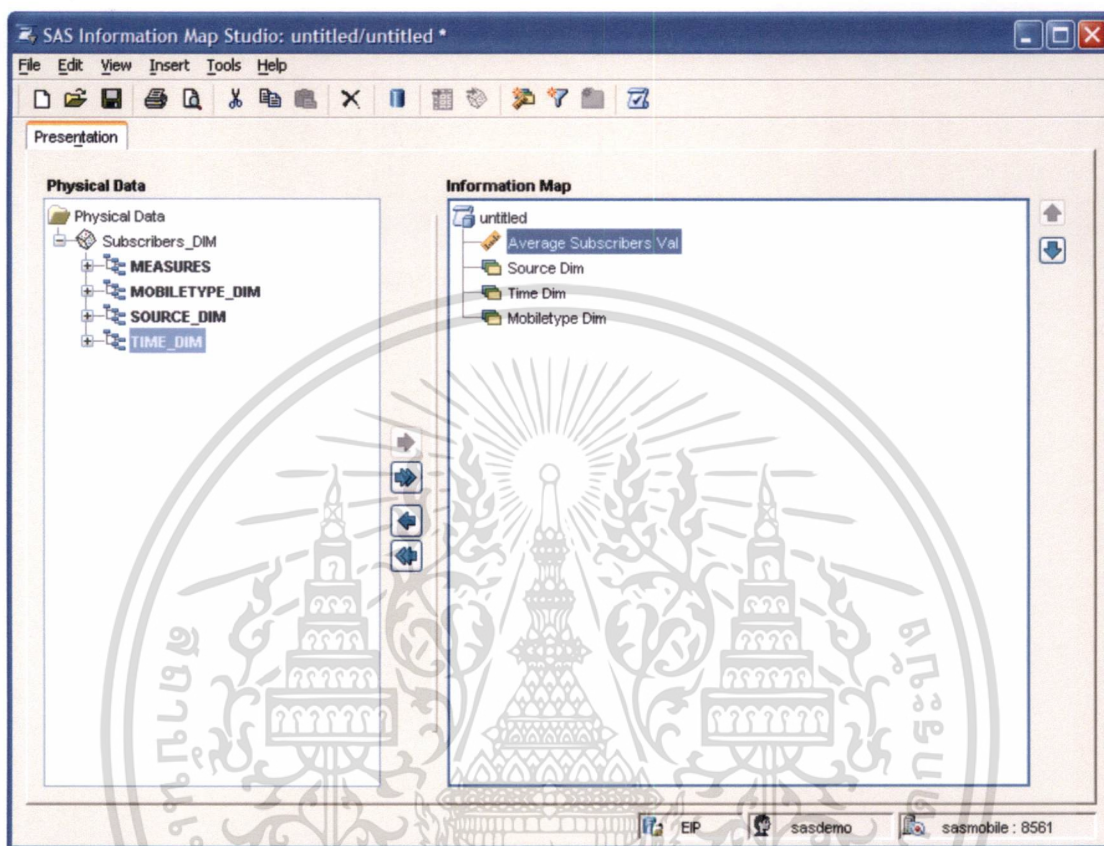 SAS Information Map Studio: untitled/untitled *
File Edit View Insert Tools Help
Presentation
Physical Data
Physical Data
Subscribers_DIM
MEASURES
MOBILETYPE_DIM
SOURCE_DIM
TIME_DIM
Information Map
untitled
Average Subscribers Val
Source Dim
Time Dim
Mobiletype Dim
EIP sasdemo sasmobile : 8561